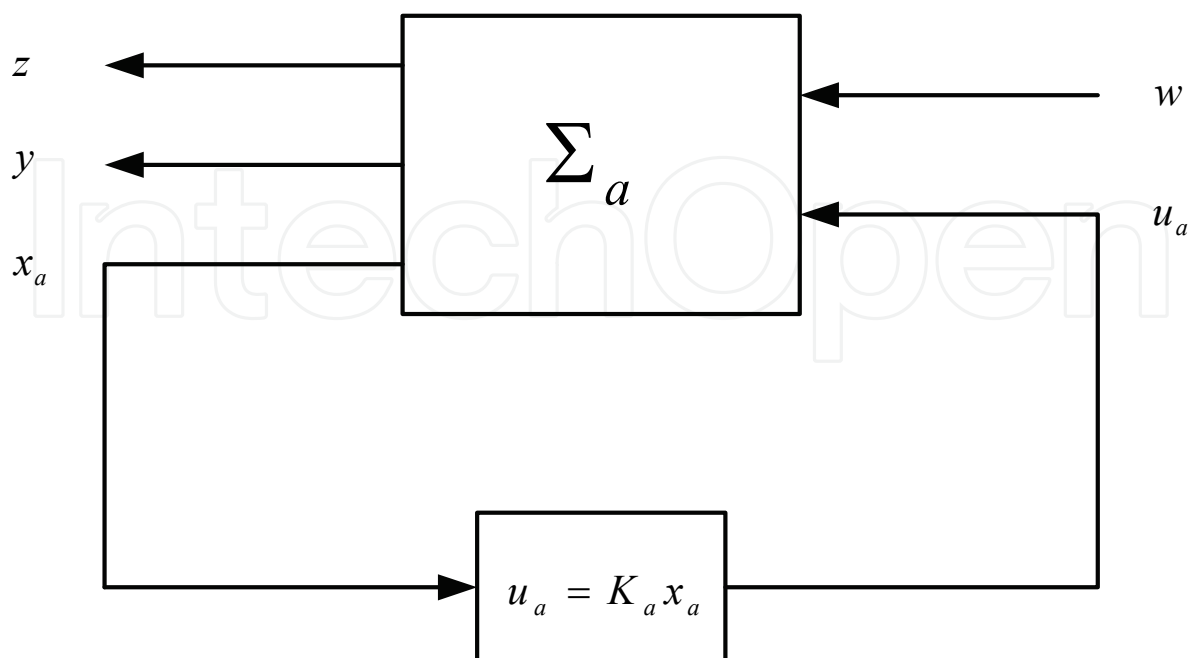 z
w
y
Σ_a
u_a
x_a
IntechOpen
u_a = K_a x_a